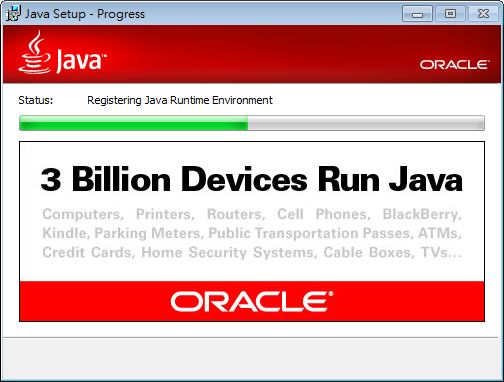 Java Setup - Progress
Java™
ORACLE®
Status: Registering Java Runtime Environment
3 Billion Devices Run Java
Computers, Printers, Routers, Cell Phones, BlackBerry,
Kindle, Parking Meters, Public Transportation Passes, ATMs,
Credit Cards, Home Security Systems, Cable Boxes, TVs...
ORACLE®